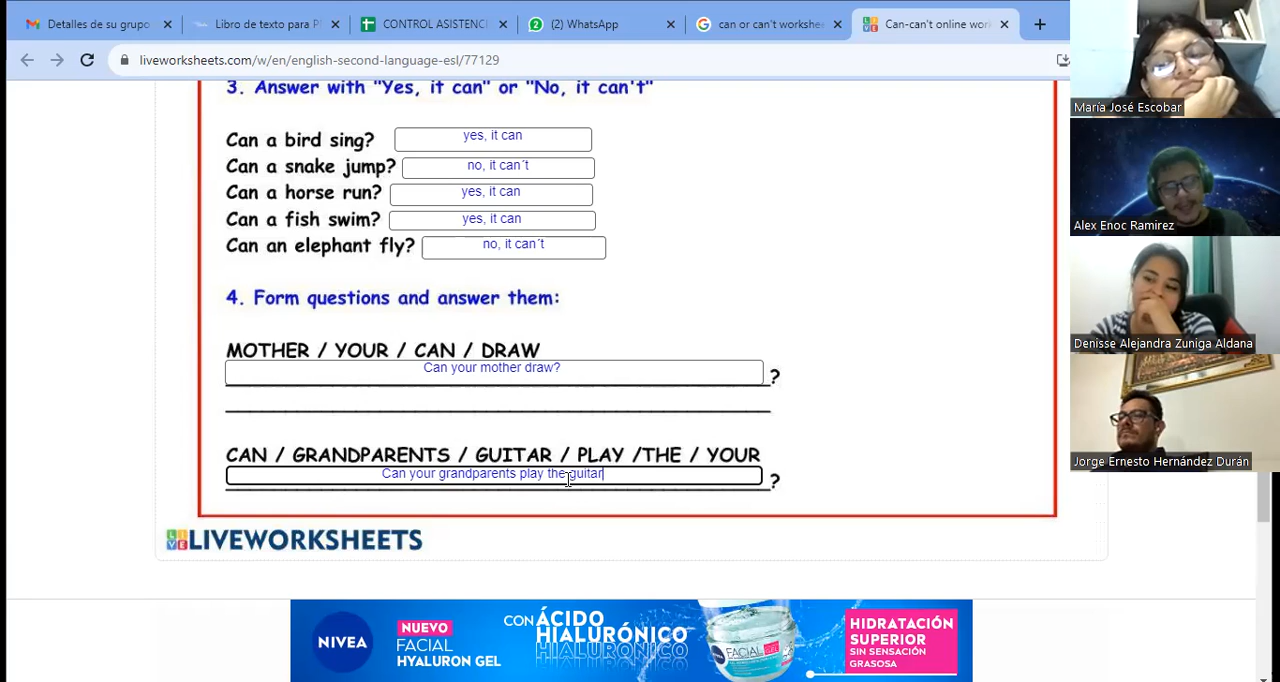 Detalles de su grupo
Libro de texto para P
CONTROL ASISTENC
(2) WhatsApp
can or can't workshe
Can-can't online wor
liveworksheets.com/w/en/english-second-language-esl/77129
3. Answer with "Yes, it can" or "No, it can't"
Can a bird sing? yes, it can
Can a snake jump? no, it can´t
Can a horse run? yes, it can
Can a fish swim? yes, it can
Can an elephant fly? no, it can´t
4. Form questions and answer them:
MOTHER / YOUR / CAN / DRAW
Can your mother draw? ?
CAN / GRANDPARENTS / GUITAR / PLAY /THE / YOUR
Can your grandparents play the guitar ?
LIVEWORKSHEETS
NIVEA
NUEVO
FACIAL
HYALURON GEL
CON ÁCIDO
HIALURÓNICO
HIDRATACIÓN
SUPERIOR
SIN SENSACIÓN
GRASOSA
María José Escobar
Alex Enoc Ramirez
Denisse Alejandra Zuniga Aldana
Jorge Ernesto Hernández Durán